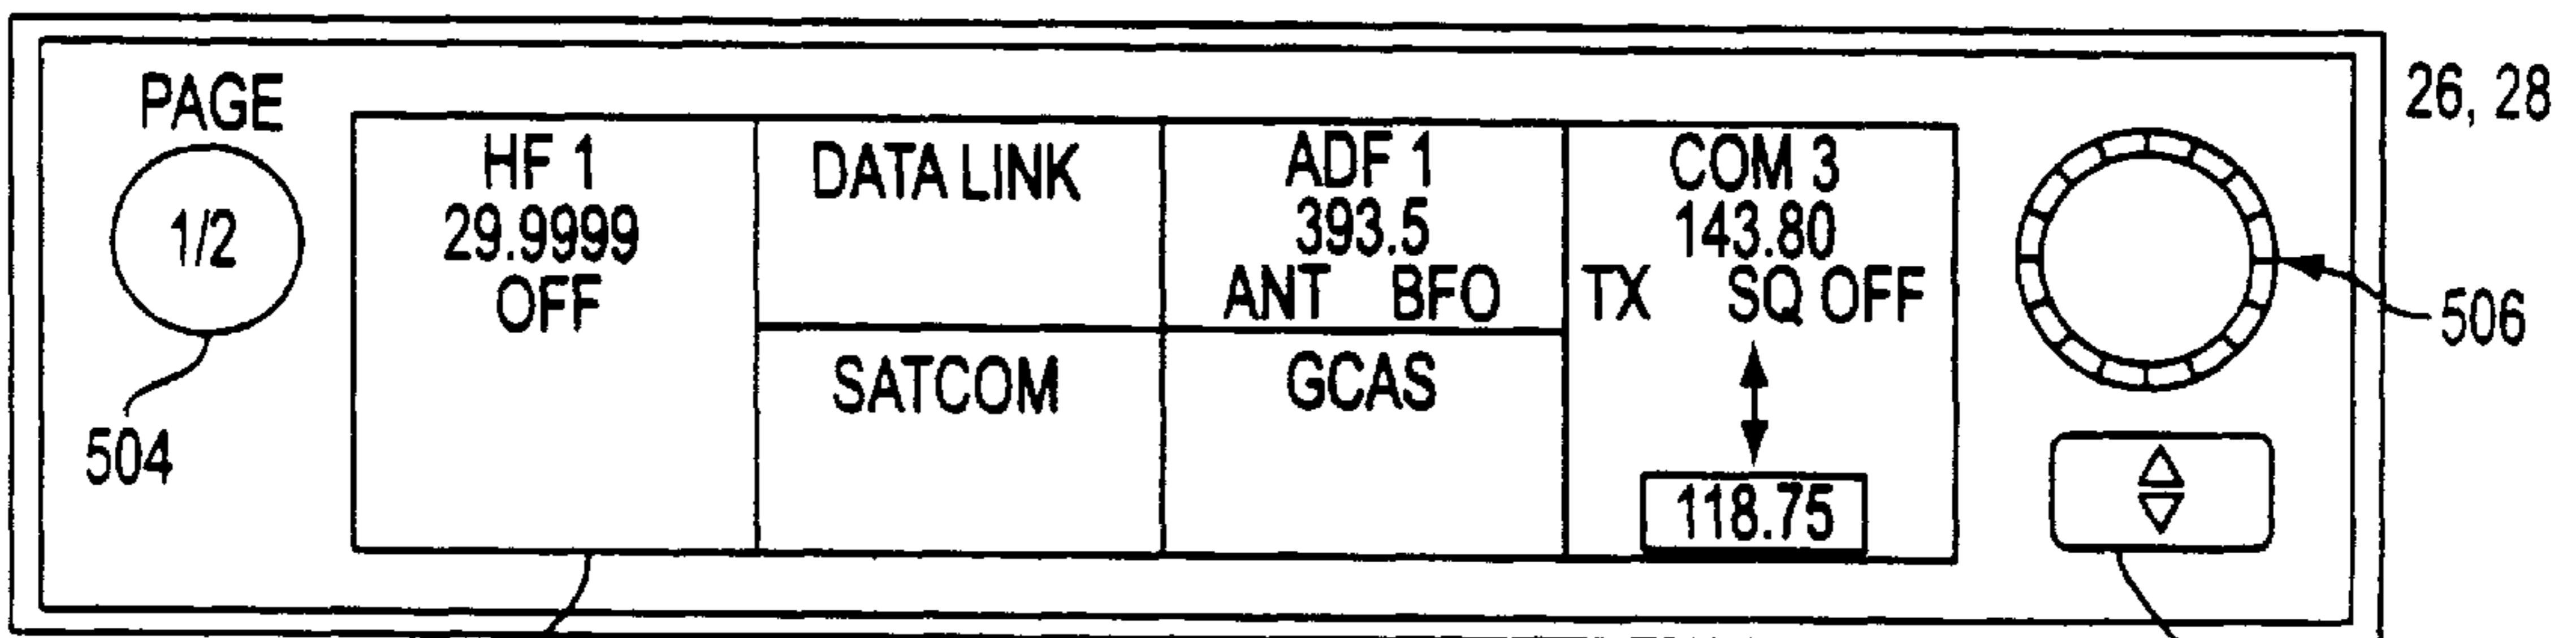 PAGE
1/2
504
HF 1
29.9999
OFF
DATA LINK
SATCOM
ADF 1
393.5
ANT BFO
GCAS
COM 3
143.80
TX SQ OFF
118.75
26, 28
506